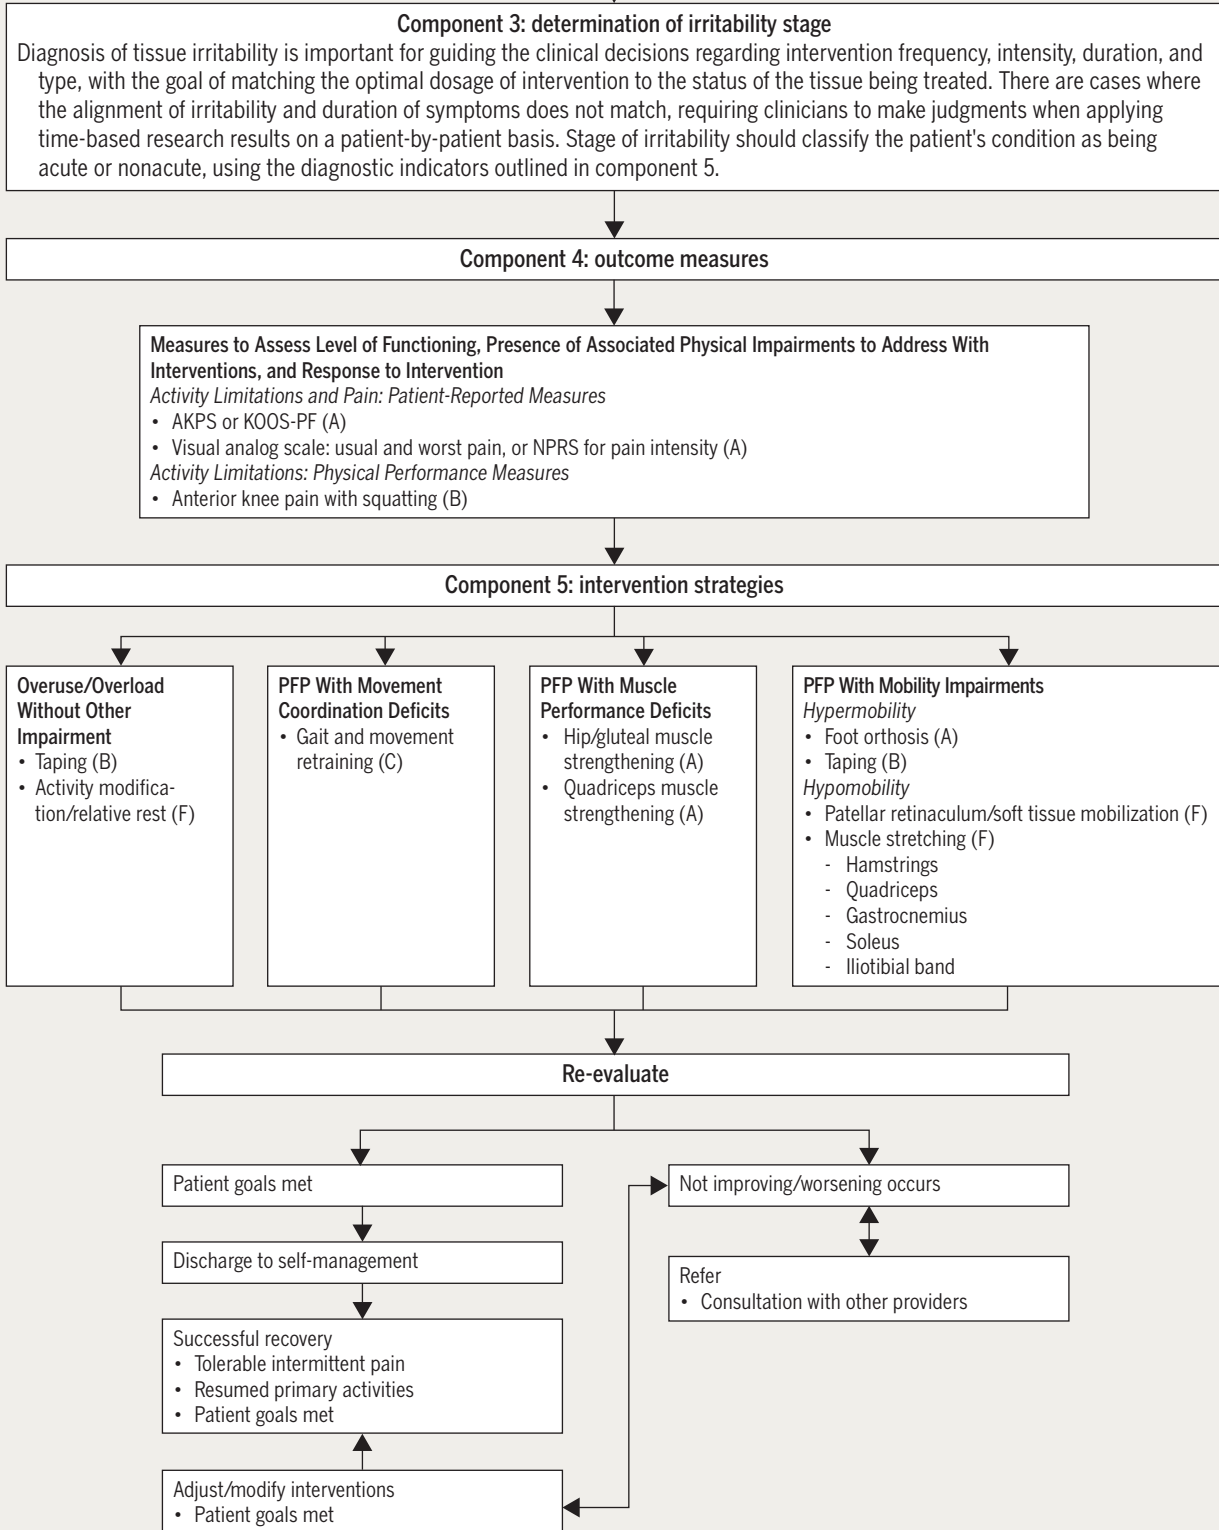 Component 3: determination of irritability stage
Diagnosis of tissue irritability is important for guiding the clinical decisions regarding intervention frequency, intensity, duration, and
type, with the goal of matching the optimal dosage of intervention to the status of the tissue being treated. There are cases where
the alignment of irritability and duration of symptoms does not match, requiring clinicians to make judgments when applying
time-based research results on a patient-by-patient basis. Stage of irritability should classify the patient's condition as being
acute or nonacute, using the diagnostic indicators outlined in component 5.
Component 4: outcome measures
Measures to Assess Level of Functioning, Presence of Associated Physical Impairments to Address With
Interventions, and Response to Intervention
Activity Limitations and Pain: Patient-Reported Measures
• AKPS or KOOS-PF (A)
• Visual analog scale: usual and worst pain, or NPRS for pain intensity (A)
Activity Limitations: Physical Performance Measures
• Anterior knee pain with squatting (B)
Component 5: intervention strategies
Overuse/Overload
Without Other
Impairment
• Taping (B)
• Activity modifica-
tion/relative rest (F)
PFP With Movement
Coordination Deficits
• Gait and movement
retraining (C)
PFP With Muscle
Performance Deficits
• Hip/gluteal muscle
strengthening (A)
• Quadriceps muscle
strengthening (A)
PFP With Mobility Impairments
Hypermobility
• Foot orthosis (A)
• Taping (B)
Hypomobility
• Patellar retinaculum/soft tissue mobilization (F)
• Muscle stretching (F)
- Hamstrings
- Quadriceps
- Gastrocnemius
- Soleus
- Iliotibial band
Re-evaluate
Patient goals met
Discharge to self-management
Successful recovery
• Tolerable intermittent pain
• Resumed primary activities
• Patient goals met
Adjust/modify interventions
• Patient goals met
Not improving/worsening occurs
Refer
• Consultation with other providers